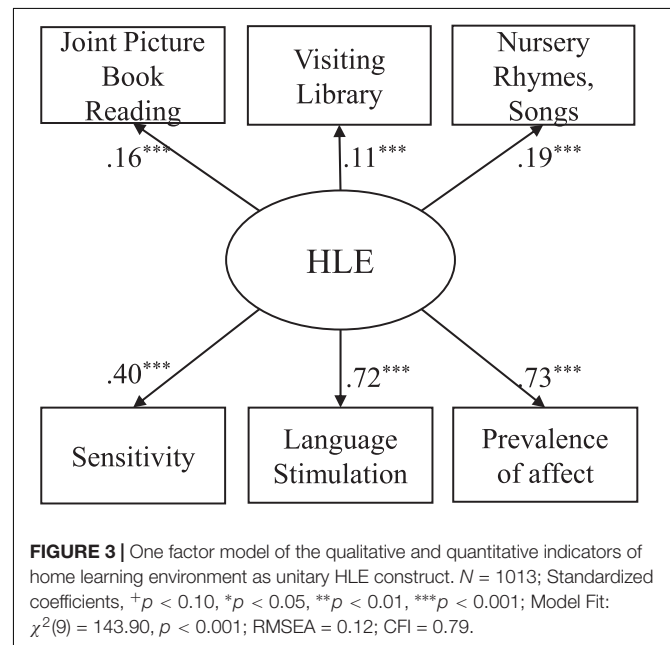 Joint Picture
Book
Reading
Visiting
Library
Nursery
Rhymes,
Songs
.16***
.11***
.19***
HLE
.40***
.72***
.73***
Sensitivity
Language
Stimulation
Prevalence
of affect
FIGURE 3 | One factor model of the qualitative and quantitative indicators of
home learning environment as unitary HLE construct. N = 1013; Standardized
coefficients, +p < 0.10, *p < 0.05, **p < 0.01, ***p < 0.001; Model Fit:
χ²(9) = 143.90, p < 0.001; RMSEA = 0.12; CFI = 0.79.